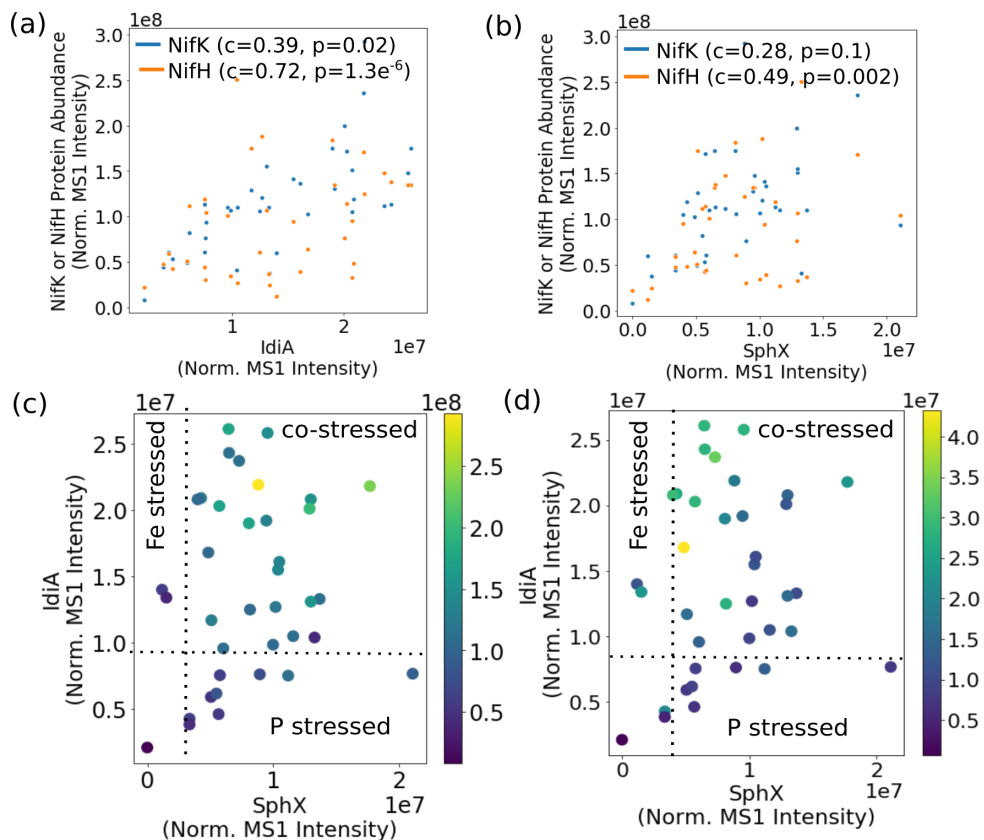 (a)
1e8
NifK (c=0.39, p=0.02)
NifH (c=0.72, p=1.3e-6)
NifK or NifH Protein Abundance
(Norm. MS1 Intensity)
3.0
2.5
2.0
1.5
1.0
0.5
0.0
1
2
1e7
IdiA
(Norm. MS1 Intensity)
(b)
1e8
NifK (c=0.28, p=0.1)
NifH (c=0.49, p=0.002)
NifK or NifH Protein Abundance
(Norm. MS1 Intensity)
3.0
2.5
2.0
1.5
1.0
0.5
0.0
0.0
0.5
1.0
1.5
2.0
1e7
SphX
(Norm. MS1 Intensity)
(c)
1e7
1e8
Fe stressed
co-stressed
P stressed
IdiA
(Norm. MS1 Intensity)
2.5
2.0
1.5
1.0
0.5
0
1
2
1e7
SphX
(Norm. MS1 Intensity)
2.5
2.0
1.5
1.0
0.5
(d)
1e7
1e7
Fe stressed
co-stressed
P stressed
IdiA
(Norm. MS1 Intensity)
2.5
2.0
1.5
1.0
0.5
0
1
2
1e7
SphX
(Norm. MS1 Intensity)
4.0
3.5
3.0
2.5
2.0
1.5
1.0
0.5